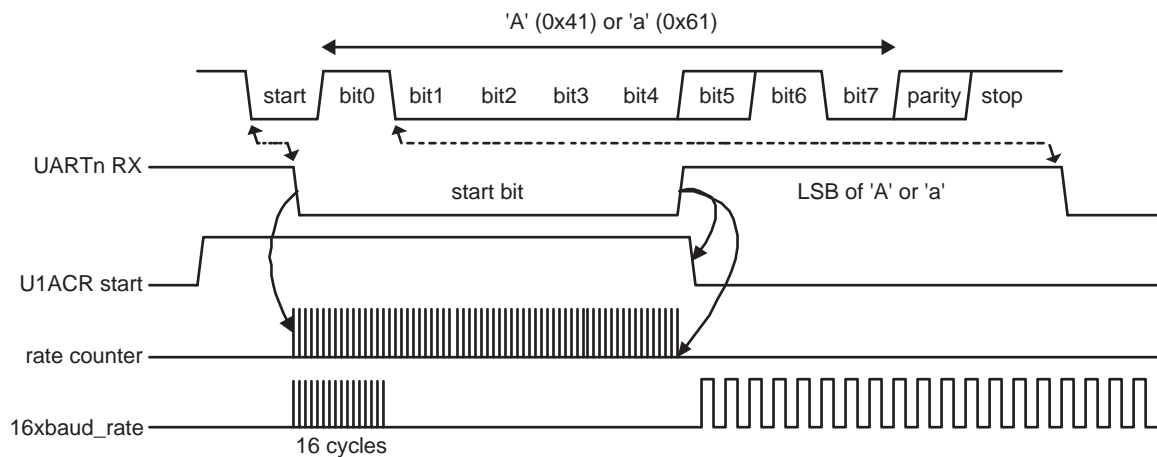 'A' (0x41) or 'a' (0x61)
start bit0 bit1 bit2 bit3 bit4 bit5 bit6 bit7 parity stop
UARTn RX
start bit
LSB of 'A' or 'a'
U1ACR start
rate counter
16xbaud_rate
16 cycles